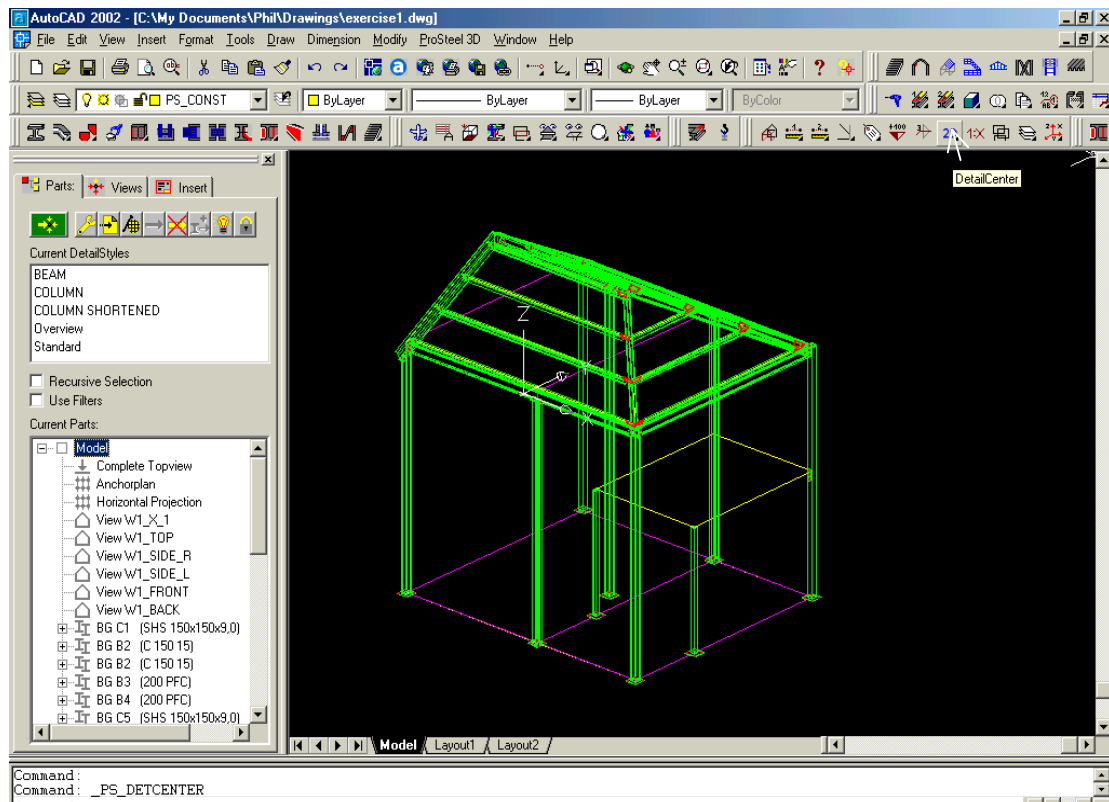 AutoCAD 2002 - [C:\My Documents\Phil\Drawings\exercise1.dwg]
File Edit View Insert Format Tools Draw Dimension Modify ProSteel 3D Window Help
PS_CONST ByLayer ByLayer ByLayer ByColor
1:X
DetailCenter
Parts: Views Insert
Current DetailStyles
BEAM
COLUMN
COLUMN SHORTENED
Overview
Standard
Recursive Selection
Use Filters
Current Parts:
Model
Complete Topview
Anchorplan
Horizontal Projection
View W1_X_1
View W1_TOP
View W1_SIDE_R
View W1_SIDE_L
View W1_FRONT
View W1_BACK
BG C1 (SHS 150x150x9,0)
BG B2 (C 150 15)
BG B2 (C 150 15)
BG B3 (200 PFC)
BG B4 (200 PFC)
BG C5 (SHS 150x150x9,0)
Z
Y
X
Model Layout1 Layout2
Command:
Command: _PS_DETCENTER